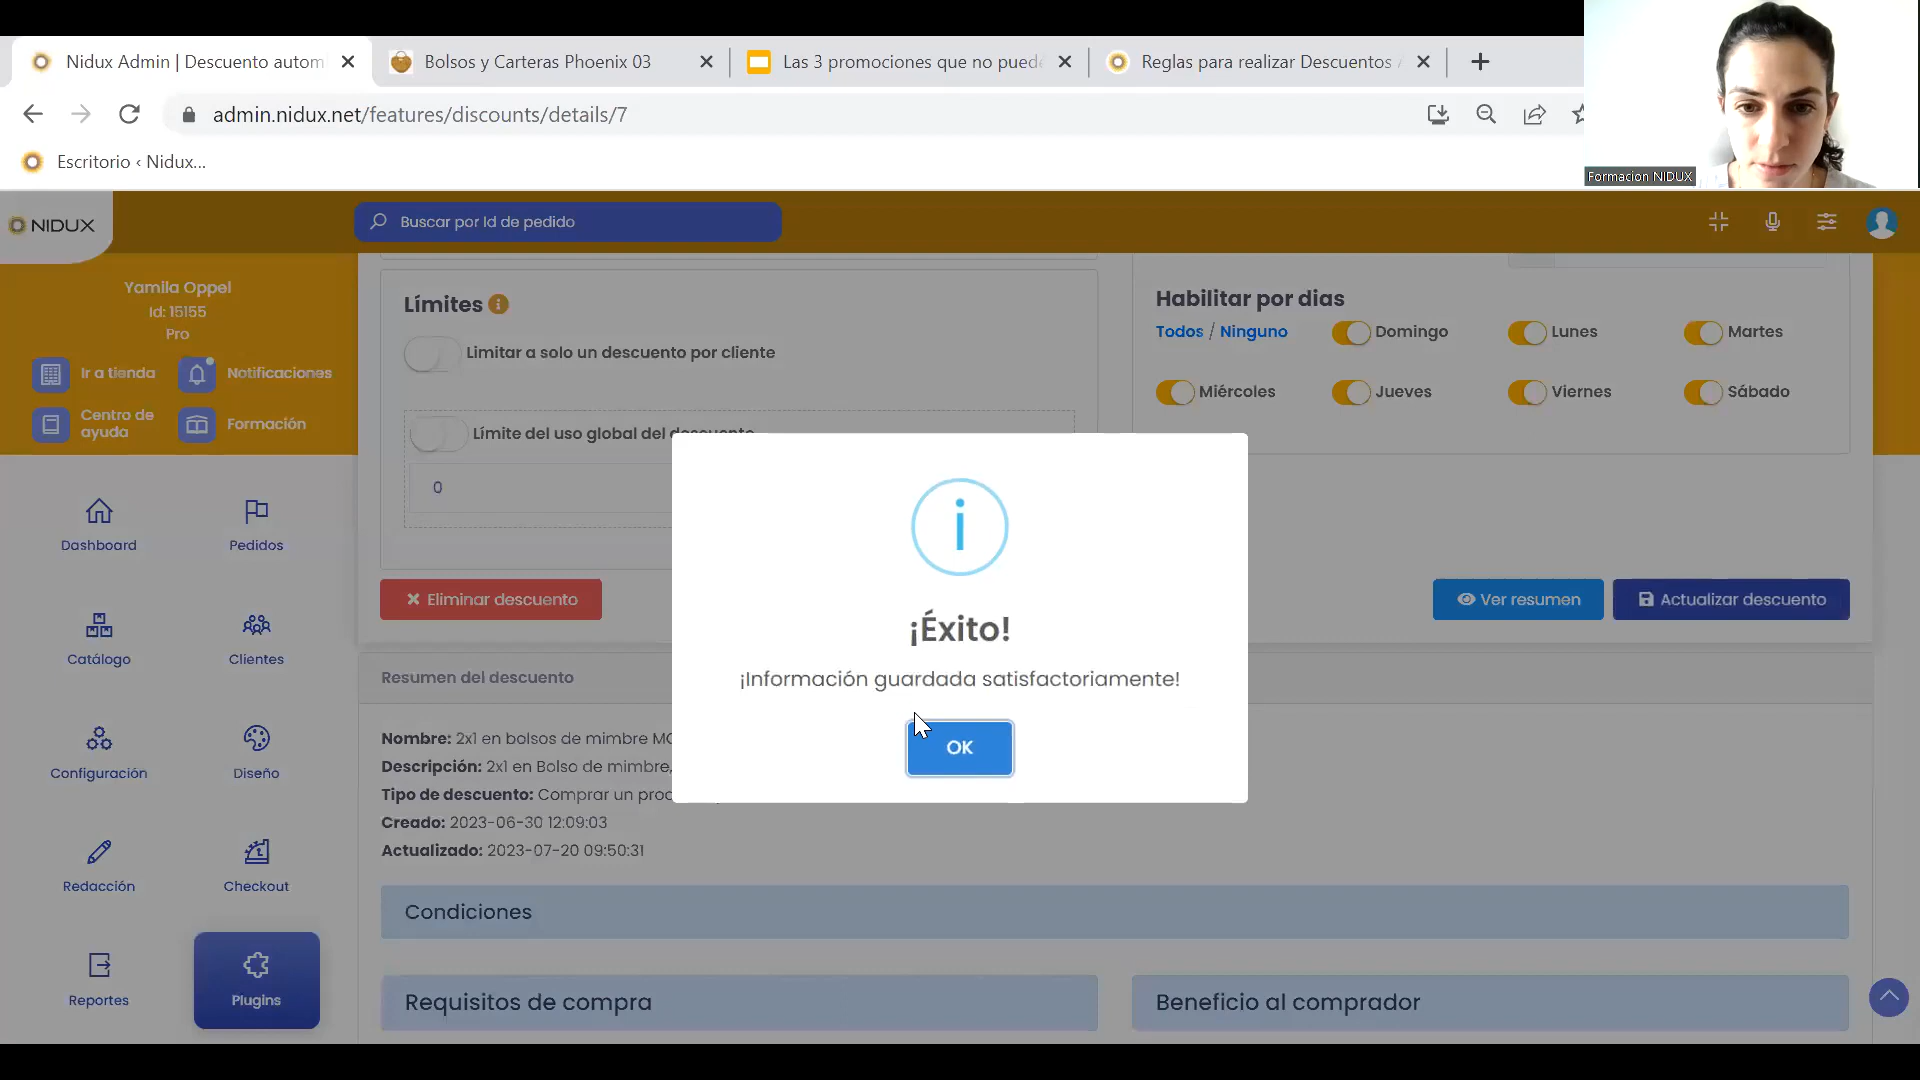 Nidux Admin | Descuento autom
Bolsos y Carteras Phoenix 03
Las 3 promociones que no puede
Reglas para realizar Descuentos A
admin.nidux.net/features/discounts/details/7
Escritorio ‹ Nidux...
Formacion NIDUX
NIDUX
Buscar por Id de pedido
Yamila Oppel
Id: 15155
Pro
Ir a tienda
Notificaciones
Centro de
ayuda
Formación
Dashboard
Pedidos
Catálogo
Clientes
Configuración
Diseño
Redacción
Checkout
Reportes
Plugins
Límites
Limitar a solo un descuento por cliente
Límite del uso global del descuento
0
Habilitar por dias
Todos / Ninguno
Domingo
Lunes
Martes
Miércoles
Jueves
Viernes
Sábado
Eliminar descuento
Ver resumen
Actualizar descuento
¡Éxito!
¡Información guardada satisfactoriamente!
OK
Resumen del descuento
Nombre: 2x1 en bolsos de mimbre
Descripción: 2x1 en Bolso de mimbre,
Tipo de descuento: Comprar un
Creado: 2023-06-30 12:09:03
Actualizado: 2023-07-20 09:50:31
Condiciones
Requisitos de compra
Beneficio al comprador